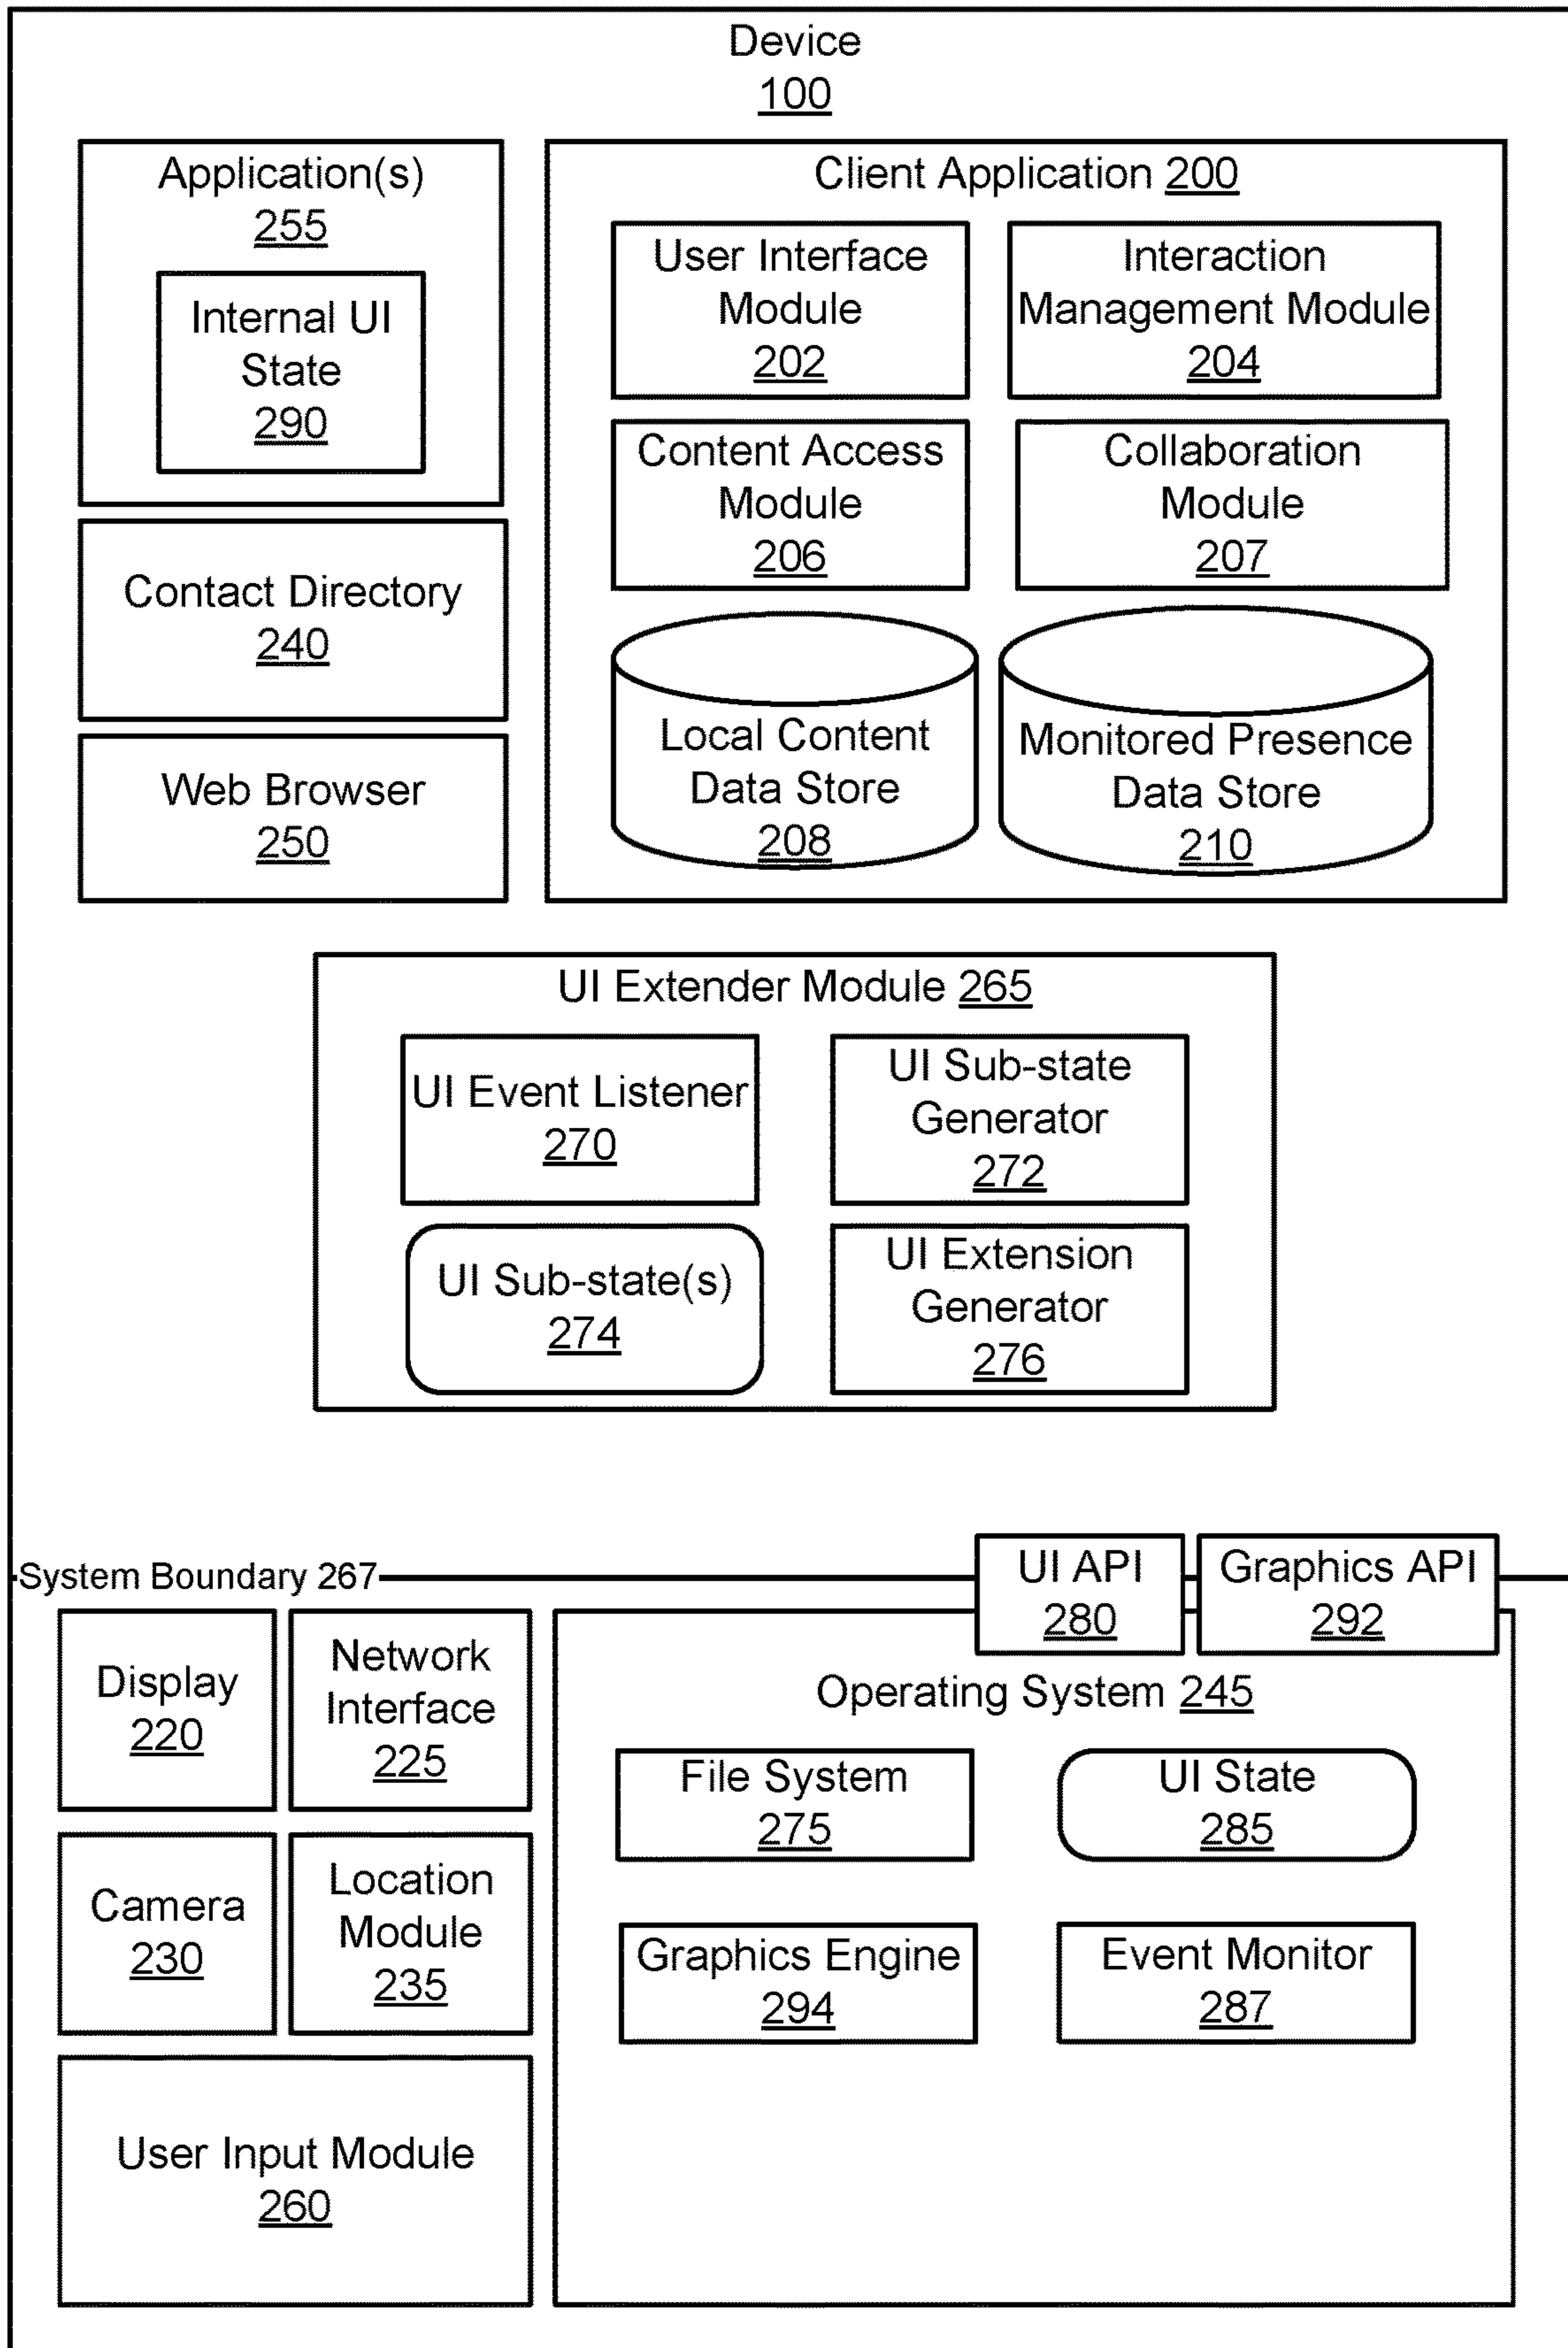 Device
100
Application(s)
255
Internal UI
State
290
Contact Directory
240
Web Browser
250
Client Application 200
User Interface
Module
202
Interaction
Management Module
204
Content Access
Module
206
Collaboration
Module
207
Local Content
Data Store
208
Monitored Presence
Data Store
210
UI Extender Module 265
UI Event Listener
270
UI Sub-state
Generator
272
UI Sub-state(s)
274
UI Extension
Generator
276
System Boundary 267
UI API
280
Graphics API
292
Display
220
Network
Interface
225
Camera
230
Location
Module
235
User Input Module
260
Operating System 245
File System
275
UI State
285
Graphics Engine
294
Event Monitor
287